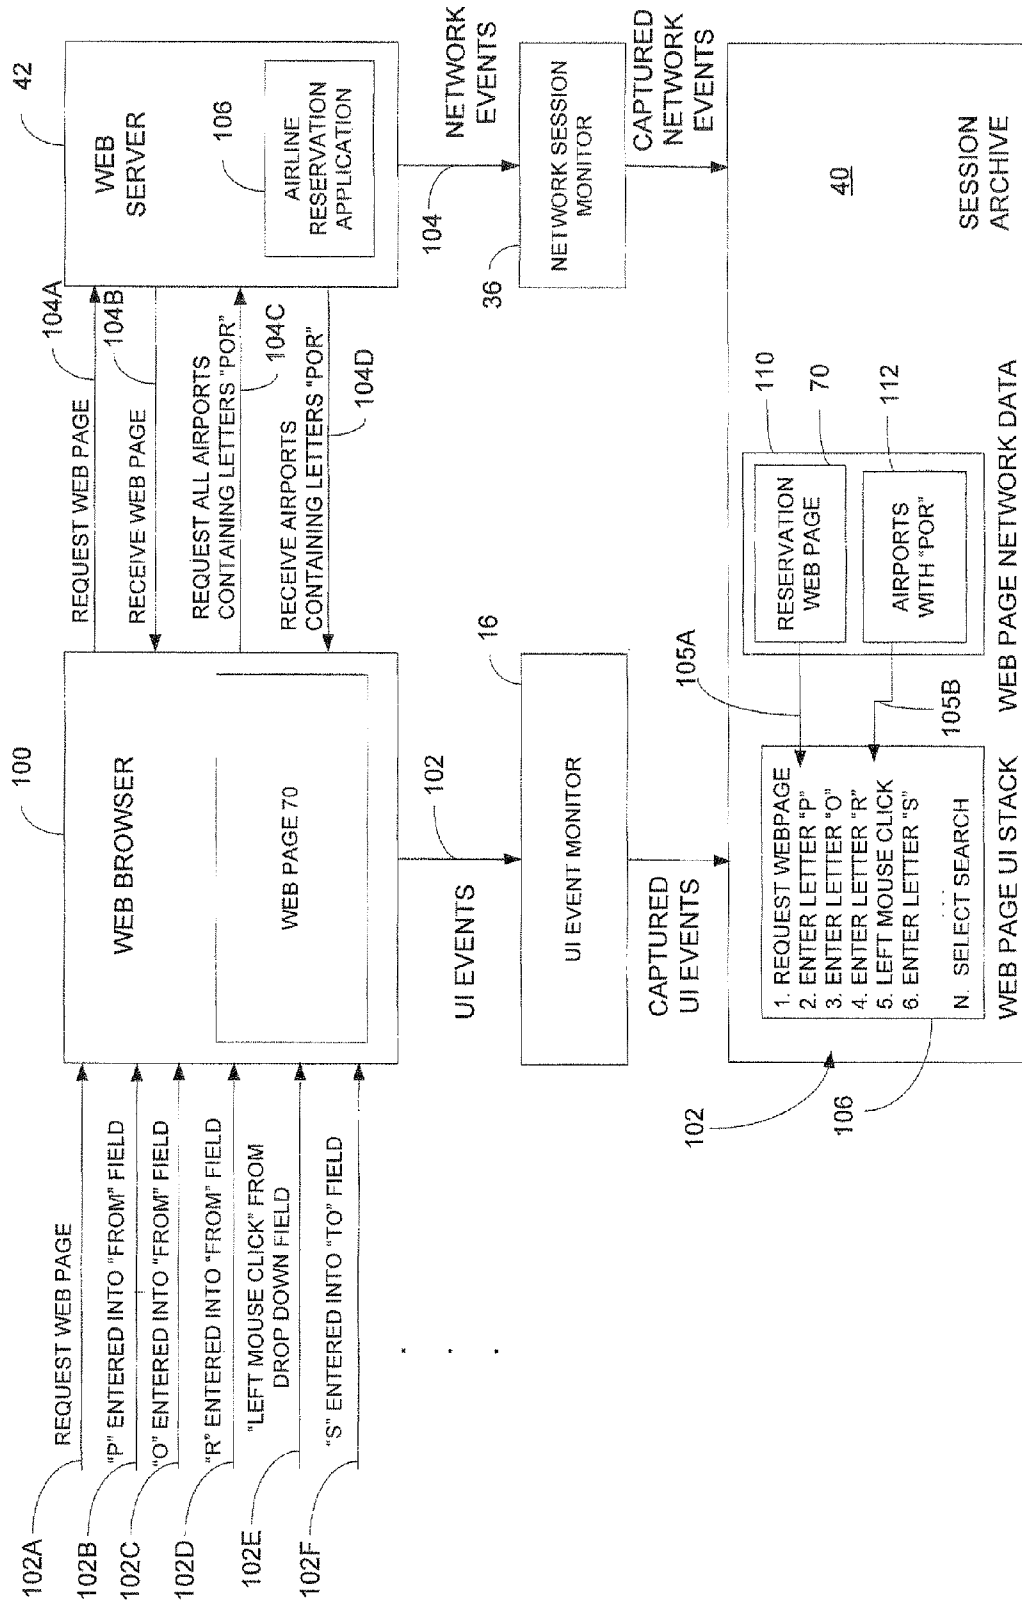 102A
REQUEST WEB PAGE
102B
"P" ENTERED INTO "FROM" FIELD
102C
"O" ENTERED INTO "FROM" FIELD
102D
"R" ENTERED INTO "FROM" FIELD
102E
"LEFT MOUSE CLICK" FROM
DROP DOWN FIELD
102F
"S" ENTERED INTO "TO" FIELD
. . .
100
WEB BROWSER
WEB PAGE 70
REQUEST WEB PAGE
104A
RECEIVE WEB PAGE
104B
REQUEST ALL AIRPORTS
CONTAINING LETTERS "POR"
104C
RECEIVE AIRPORTS
CONTAINING LETTERS "POR"
104D
42
WEB
SERVER
106
AIRLINE
RESERVATION
APPLICATION
UI EVENTS
102
16
UI EVENT MONITOR
CAPTURED
UI EVENTS
104
NETWORK
EVENTS
36
NETWORK SESSION
MONITOR
CAPTURED
NETWORK
EVENTS
102
106
1. REQUEST WEBPAGE
2. ENTER LETTER "P"
3. ENTER LETTER "O"
4. ENTER LETTER "R"
5. LEFT MOUSE CLICK
6. ENTER LETTER "S"
. . .
N. SELECT SEARCH
WEB PAGE UI STACK
105A
105B
RESERVATION
WEB PAGE
AIRPORTS
WITH "POR"
110
70
112
WEB PAGE NETWORK DATA
40
SESSION
ARCHIVE